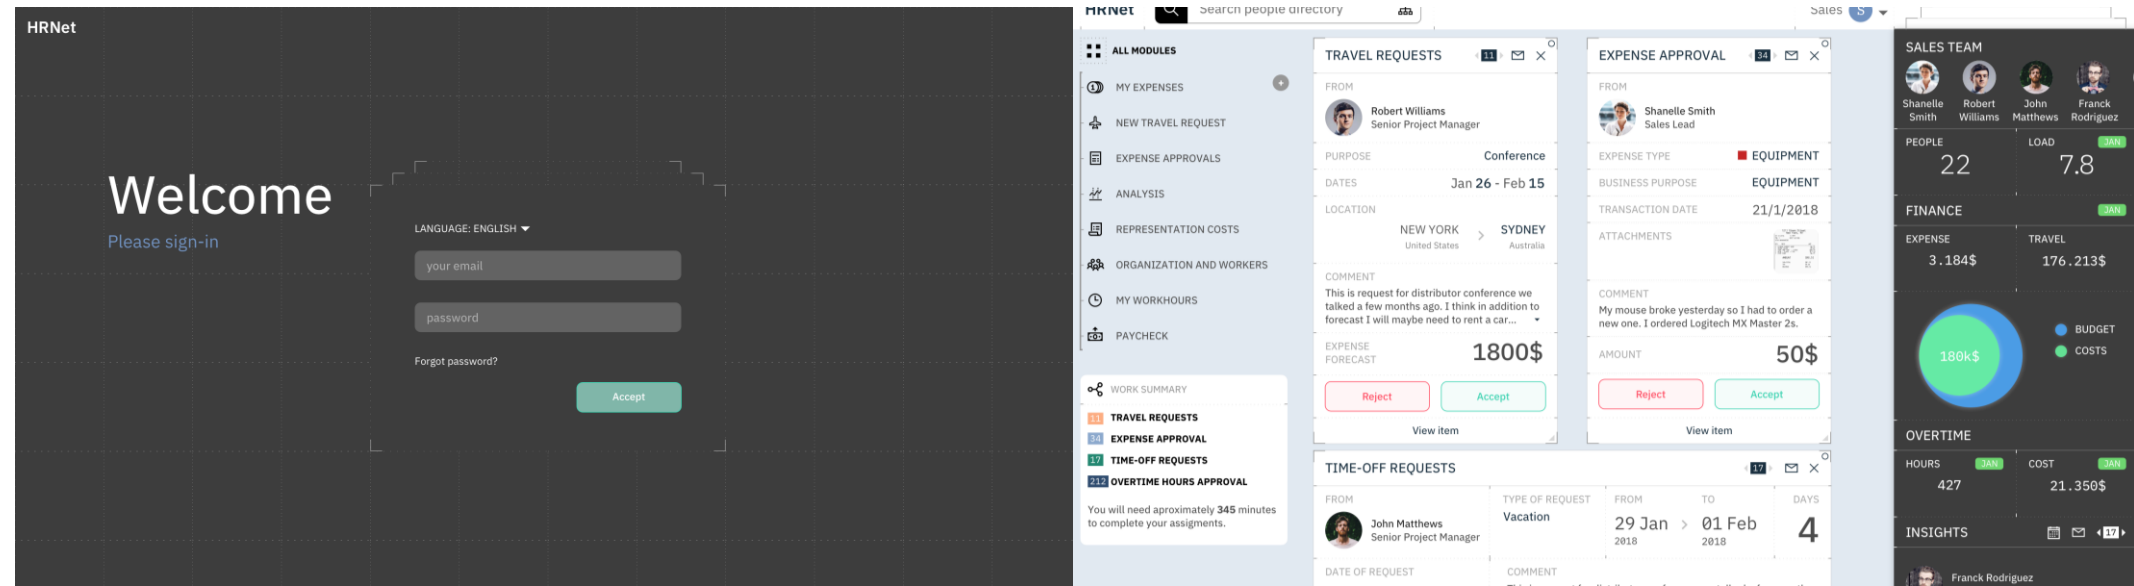 HRNet
Welcome
Please sign-in
LANGUAGE: ENGLISH
your email
password
Forgot password?
Accept
HRNet
Search people directory
Sales
S
ALL MODULES
MY EXPENSES
NEW TRAVEL REQUEST
EXPENSE APPROVALS
ANALYSIS
REPRESENTATION COSTS
ORGANIZATION AND WORKERS
MY WORKHOURS
PAYCHECK
WORK SUMMARY
11 TRAVEL REQUESTS
34 EXPENSE APPROVAL
17 TIME-OFF REQUESTS
212 OVERTIME HOURS APPROVAL
You will need aproximately 345 minutes
to complete your assigments.
TRAVEL REQUESTS
11
FROM
Robert Williams
Senior Project Manager
PURPOSE Conference
DATES Jan 26 - Feb 15
LOCATION
NEW YORK > SYDNEY
United States Australia
COMMENT
This is request for distributor conference we
talked a few months ago. I think in addition to
forecast I will maybe need to rent a car...
EXPENSE
FORECAST
1800$
Reject Accept
View item
EXPENSE APPROVAL
34
FROM
Shanelle Smith
Sales Lead
EXPENSE TYPE EQUIPMENT
BUSINESS PURPOSE EQUIPMENT
TRANSACTION DATE 21/1/2018
ATTACHMENTS
COMMENT
My mouse broke yesterday so I had to order a
new one. I ordered Logitech MX Master 2s.
AMOUNT 50$
Reject Accept
View item
TIME-OFF REQUESTS
17
FROM
John Matthews
Senior Project Manager
TYPE OF REQUEST
Vacation
FROM TO DAYS
29 Jan > 01 Feb 4
2018 2018
DATE OF REQUEST COMMENT
SALES TEAM
Shanelle
Smith
Robert
Williams
John
Matthews
Franck
Rodriguez
PEOPLE
22
LOAD JAN
7.8
FINANCE JAN
EXPENSE
3.184$
TRAVEL
176.213$
180k$
BUDGET
COSTS
OVERTIME
HOURS JAN
427
COST JAN
21.350$
INSIGHTS
17
Franck Rodriguez